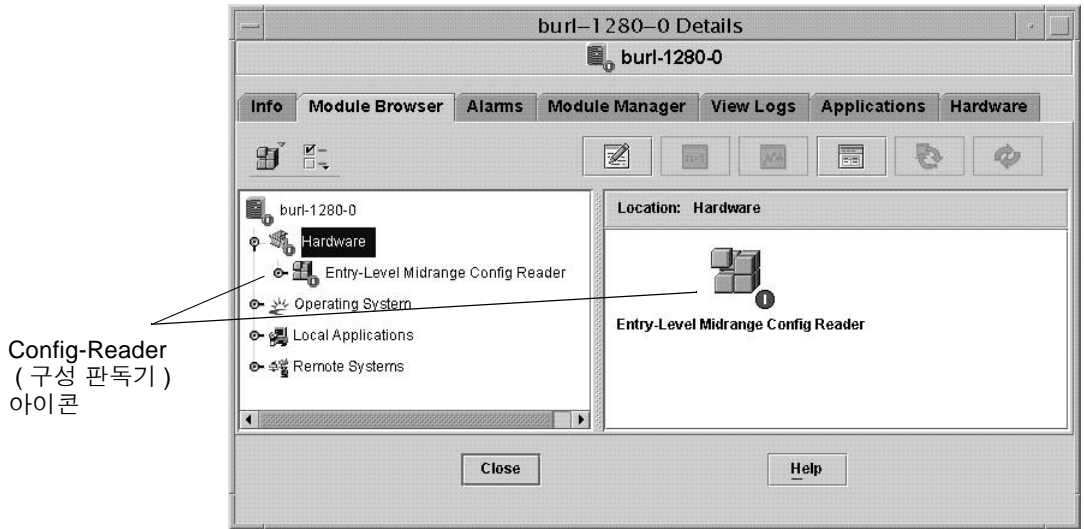 burl–1280–0 Details
burl-1280-0
Info Module Browser Alarms Module Manager View Logs Applications Hardware
burl-1280-0
Hardware
Entry-Level Midrange Config Reader
Operating System
Local Applications
Remote Systems
Location: Hardware
Entry-Level Midrange Config Reader
Config-Reader
( 구성 판독기 )
아이콘
Close Help